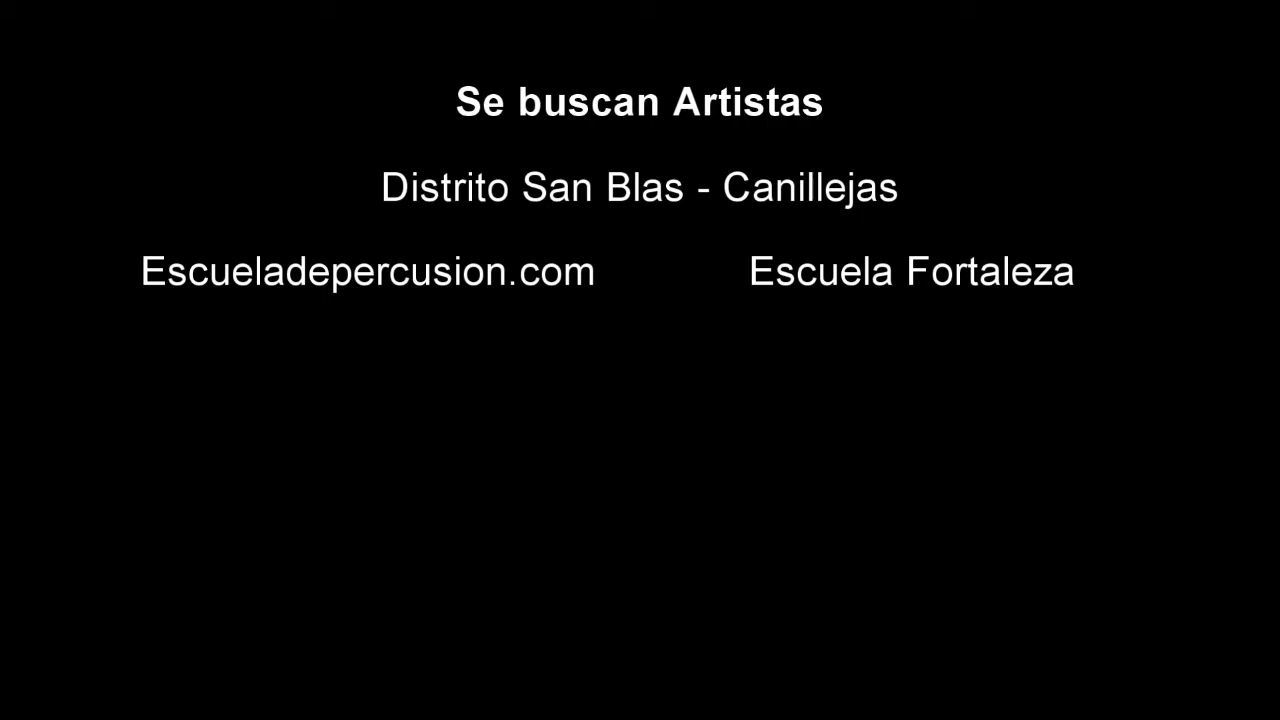 Se buscan Artistas
Distrito San Blas - Canillejas
Escueladepercusion.com Escuela Fortaleza